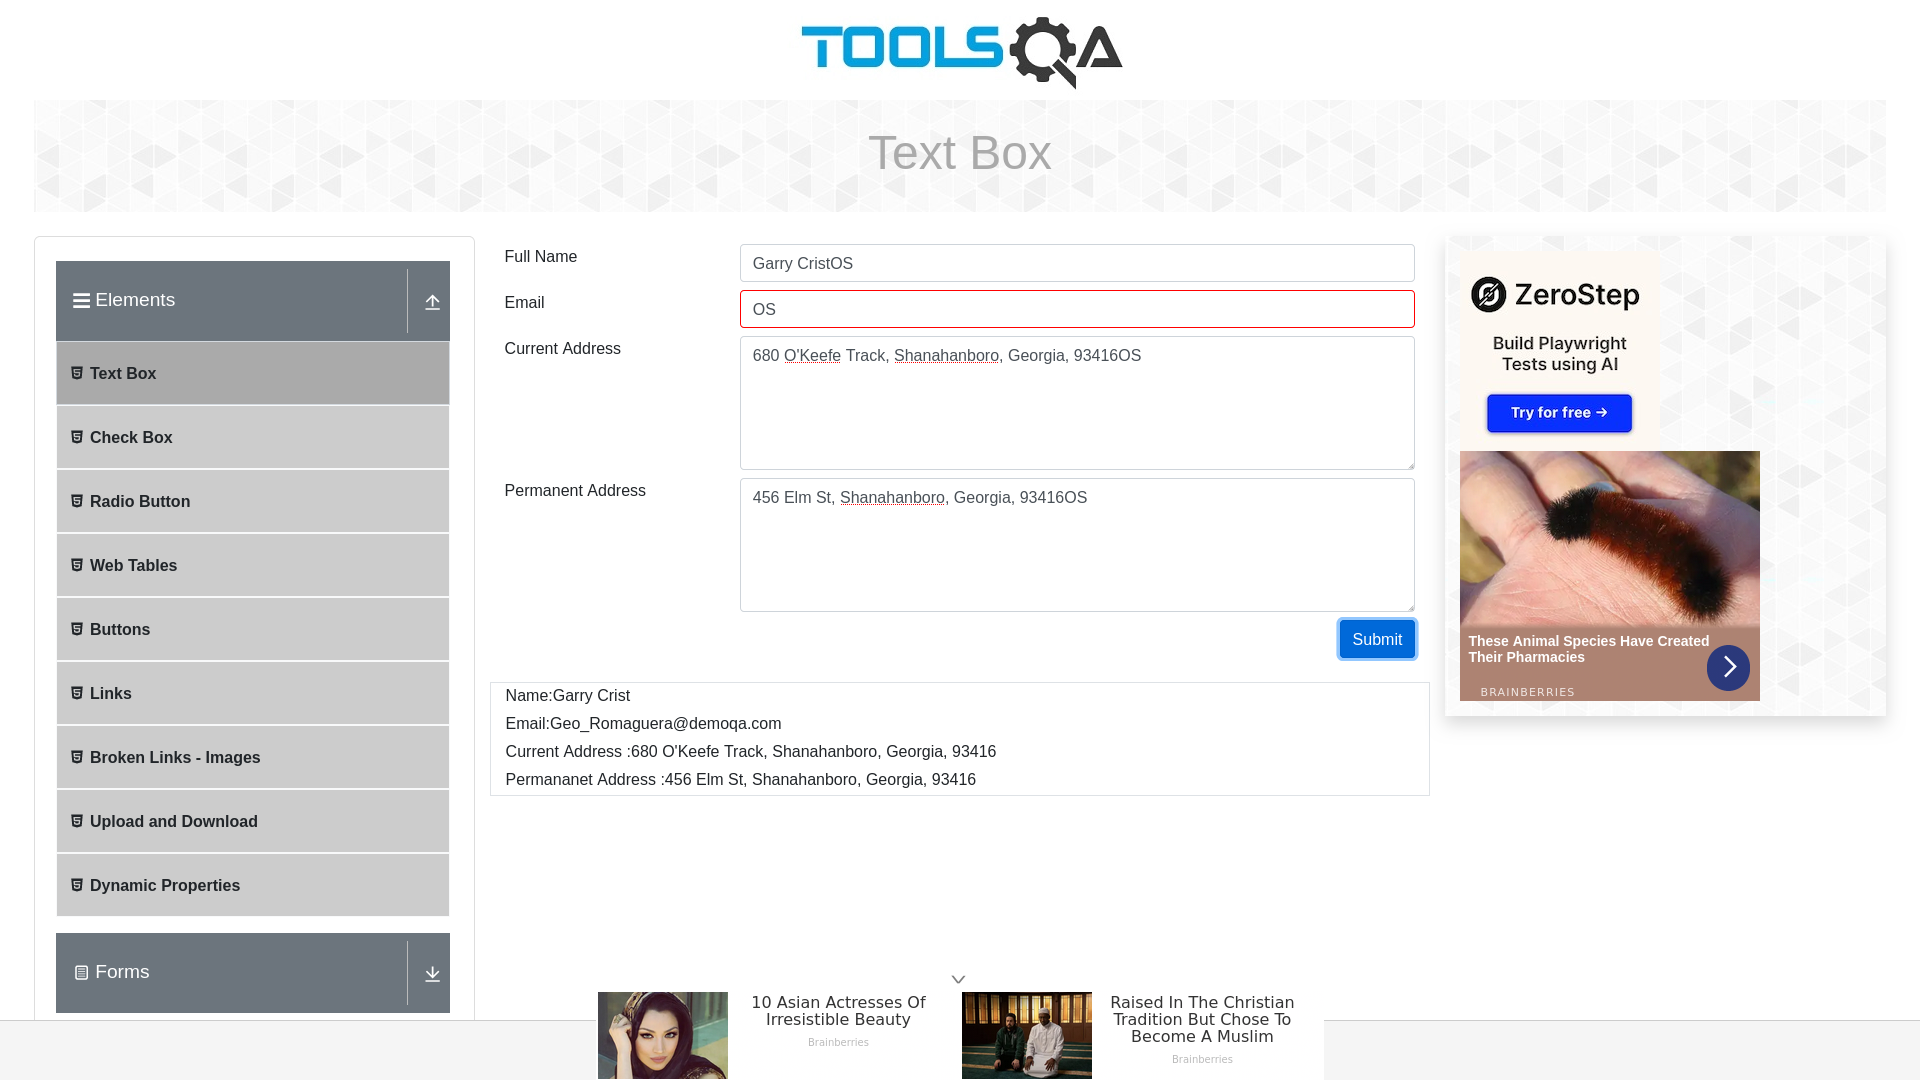 TOOLSQA
Text Box
Elements
Text Box
Check Box
Radio Button
Web Tables
Buttons
Links
Broken Links - Images
Upload and Download
Dynamic Properties
Forms
Full Name
Garry CristOS
Email
OS
Current Address
680 O'Keefe Track, Shanahanboro, Georgia, 93416OS
Permanent Address
456 Elm St, Shanahanboro, Georgia, 93416OS
Submit
Name:Garry Crist
Email:Geo_Romaguera@demoqa.com
Current Address :680 O'Keefe Track, Shanahanboro, Georgia, 93416
Permananet Address :456 Elm St, Shanahanboro, Georgia, 93416
ZeroStep
Build Playwright
Tests using AI
Try for free →
These Animal Species Have Created
Their Pharmacies
BRAINBERRIES
10 Asian Actresses Of
Irresistible Beauty
Brainberries
Raised In The Christian
Tradition But Chose To
Become A Muslim
Brainberries